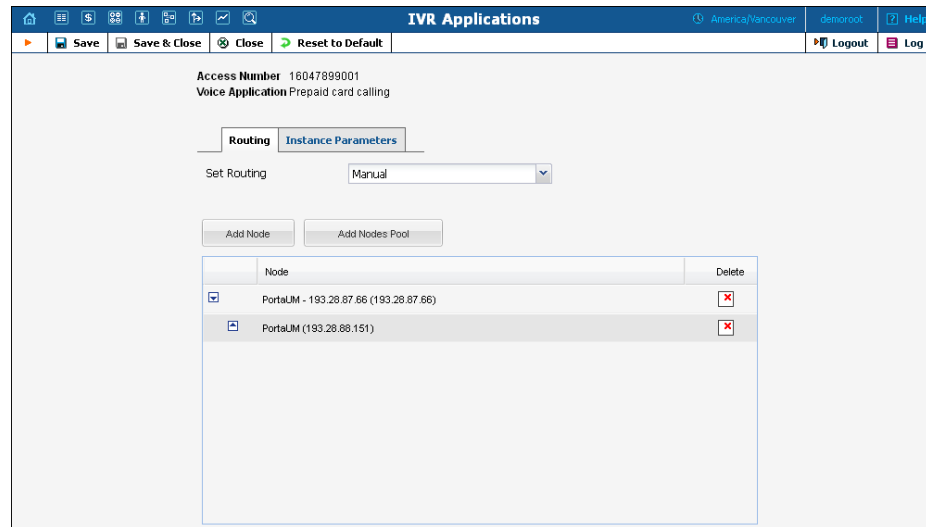 IVR Applications America/Vancouver demoroot ? Help
Save Save & Close Close Reset to Default Logout Log
Access Number 16047899001
Voice Application Prepaid card calling
Routing Instance Parameters
Set Routing Manual
Add Node Add Nodes Pool
Node Delete
PortaUM - 193.28.87.66 (193.28.87.66)
PortaUM (193.28.88.151)